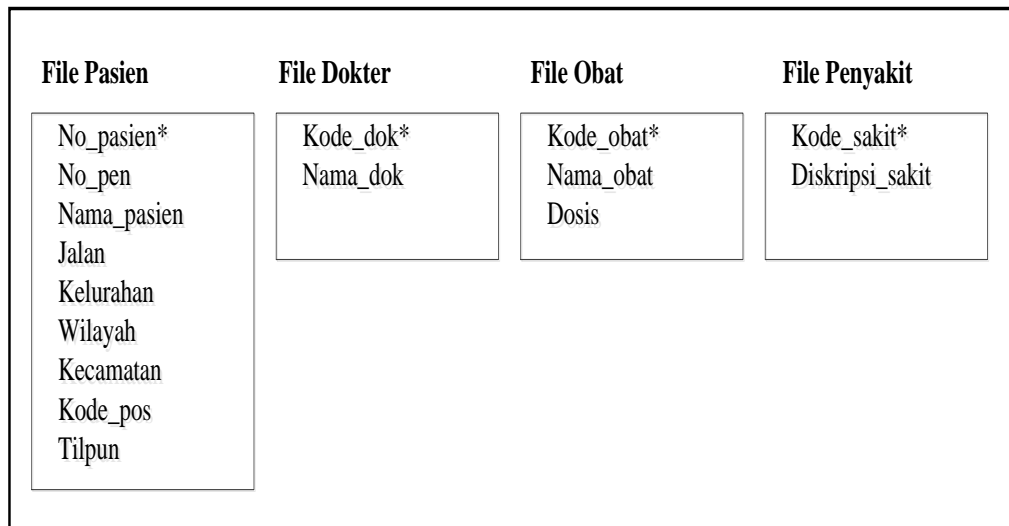 File Pasien
No_pasien*
No_pen
Nama_pasien
Jalan
Kelurahan
Wilayah
Kecamatan
Kode_pos
Tilpun
File Dokter
Kode_dok*
Nama_dok
File Obat
Kode_obat*
Nama_obat
Dosis
File Penyakit
Kode_sakit*
Diskripsi_sakit